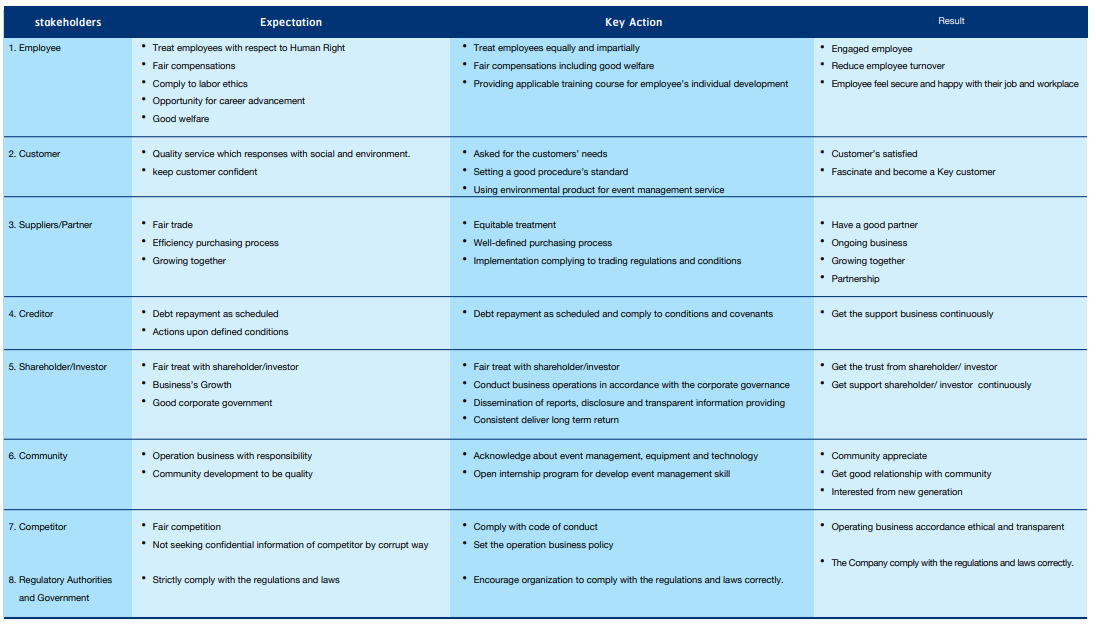 stakeholders Expectation Key Action Result
1. Employee
• Treat employees with respect to Human Right
• Fair compensations
• Comply to labor ethics
• Opportunity for career advancement
• Good welfare
• Treat employees equally and impartially
• Fair compensations including good welfare
• Providing applicable training course for employee's individual development
• Engaged employee
• Reduce employee turnover
• Employee feel secure and happy with their job and workplace
2. Customer
• Quality service which responses with social and environment.
• keep customer confident
• Asked for the customers' needs
• Setting a good procedure's standard
• Using environmental product for event management service
• Customer's satisfied
• Fascinate and become a Key customer
3. Suppliers/Partner
• Fair trade
• Efficiency purchasing process
• Growing together
• Equitable treatment
• Well-defined purchasing process
• Implementation complying to trading regulations and conditions
• Have a good partner
• Ongoing business
• Growing together
• Partnership
4. Creditor
• Debt repayment as scheduled
• Actions upon defined conditions
• Debt repayment as scheduled and comply to conditions and covenants
• Get the support business continuously
5. Shareholder/Investor
• Fair treat with shareholder/investor
• Business's Growth
• Good corporate government
• Fair treat with shareholder/investor
• Conduct business operations in accordance with the corporate governance
• Dissemination of reports, disclosure and transparent information providing
• Consistent deliver long term return
• Get the trust from shareholder/ investor
• Get support shareholder/ investor continuously
6. Community
• Operation business with responsibility
• Community development to be quality
• Acknowledge about event management, equipment and technology
• Open internship program for develop event management skill
• Community appreciate
• Get good relationship with community
• Interested from new generation
7. Competitor
• Fair competition
• Not seeking confidential information of competitor by corrupt way
• Comply with code of conduct
• Set the operation business policy
• Operating business accordance ethical and transparent
8. Regulatory Authorities
and Government
• Strictly comply with the regulations and laws
• Encourage organization to comply with the regulations and laws correctly.
• The Company comply with the regulations and laws correctly.